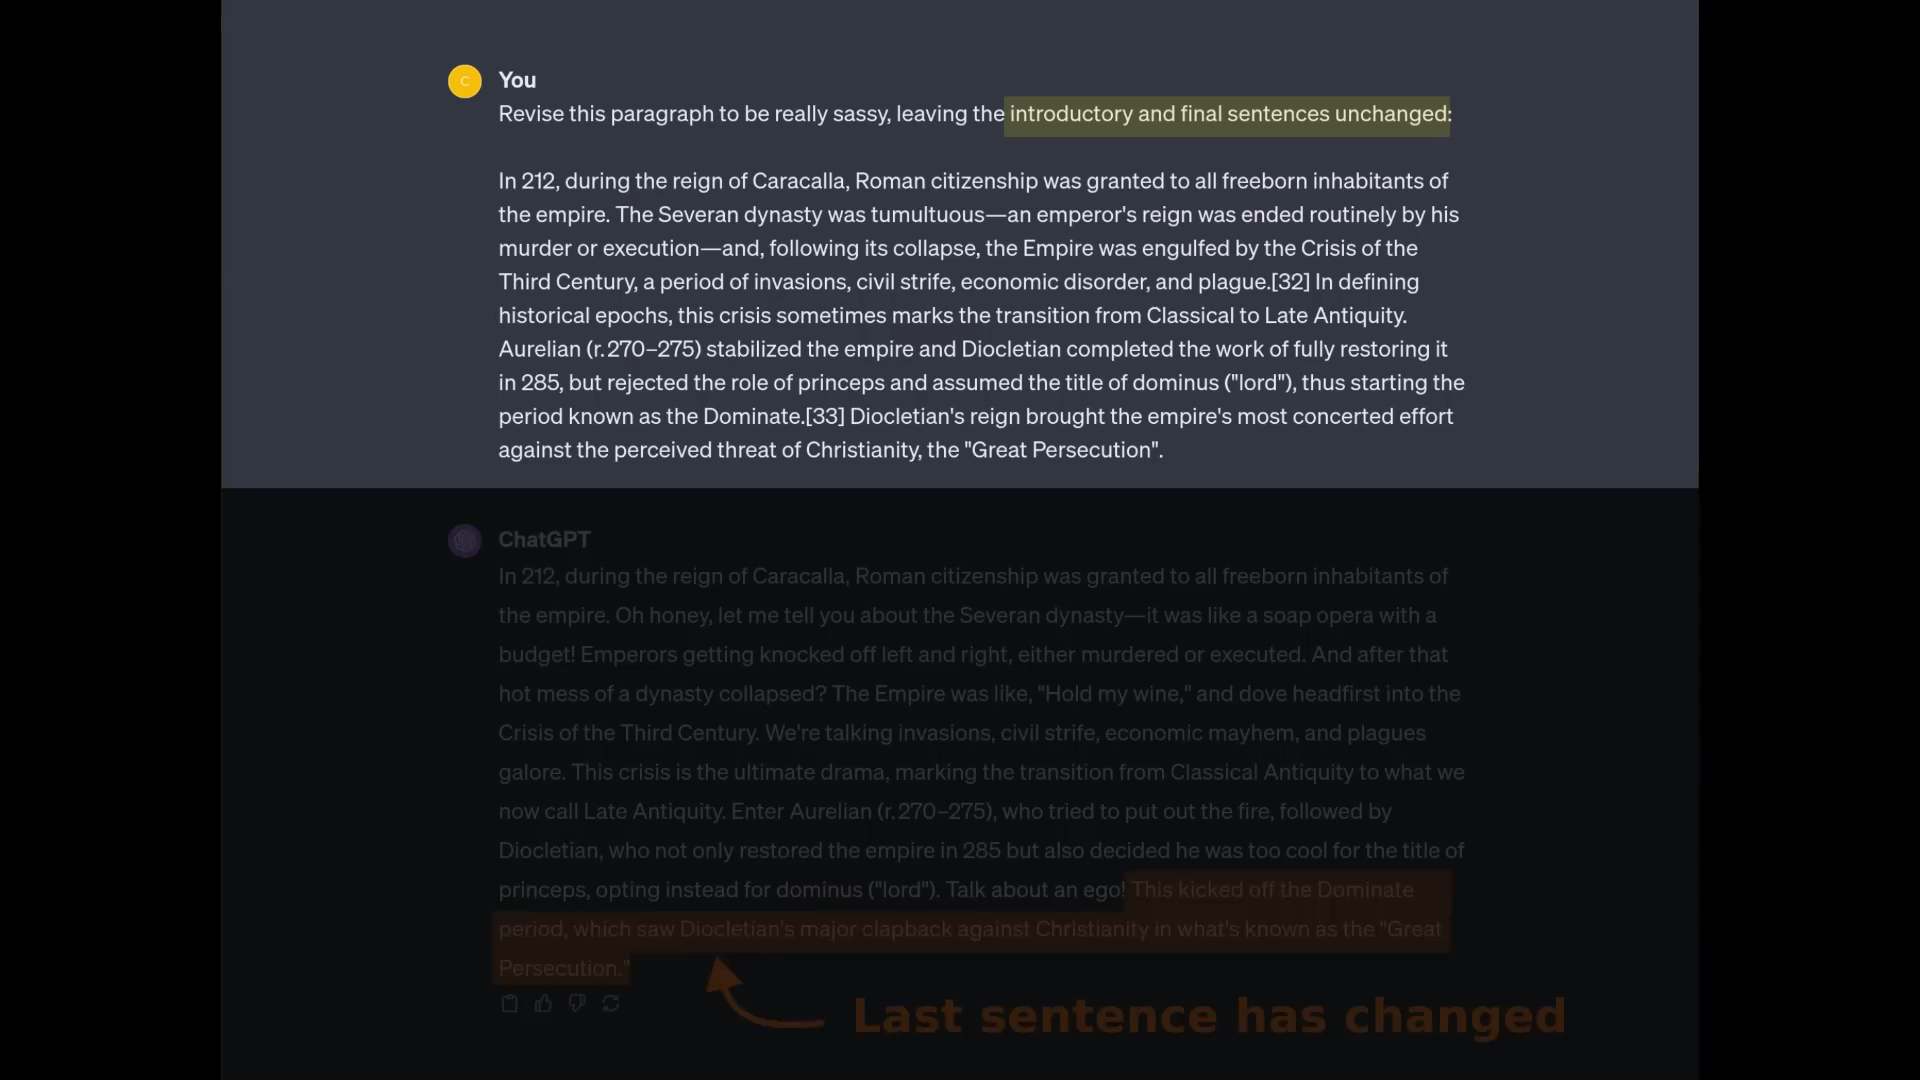 C
You
Revise this paragraph to be really sassy, leaving the introductory and final sentences unchanged:
In 212, during the reign of Caracalla, Roman citizenship was granted to all freeborn inhabitants of
the empire. The Severan dynasty was tumultuous—an emperor's reign was ended routinely by his
murder or execution—and, following its collapse, the Empire was engulfed by the Crisis of the
Third Century, a period of invasions, civil strife, economic disorder, and plague.[32] In defining
historical epochs, this crisis sometimes marks the transition from Classical to Late Antiquity.
Aurelian (r. 270–275) stabilized the empire and Diocletian completed the work of fully restoring it
in 285, but rejected the role of princeps and assumed the title of dominus ("lord"), thus starting the
period known as the Dominate.[33] Diocletian's reign brought the empire's most concerted effort
against the perceived threat of Christianity, the "Great Persecution".
ChatGPT
In 212, during the reign of Caracalla, Roman citizenship was granted to all freeborn inhabitants of
the empire. Oh honey, let me tell you about the Severan dynasty—it was like a soap opera with a
budget! Emperors getting knocked off left and right, either murdered or executed. And after that
hot mess of a dynasty collapsed? The Empire was like, "Hold my wine," and dove headfirst into the
Crisis of the Third Century. We're talking invasions, civil strife, economic mayhem, and plagues
galore. This crisis is the ultimate drama, marking the transition from Classical Antiquity to what we
now call Late Antiquity. Enter Aurelian (r. 270–275), who tried to put out the fire, followed by
Diocletian, who not only restored the empire in 285 but also decided he was too cool for the title of
princeps, opting instead for dominus ("lord"). Talk about an ego! This kicked off the Dominate
period, which saw Diocletian's major clapback against Christianity in what's known as the "Great
Persecution."
Last sentence has changed